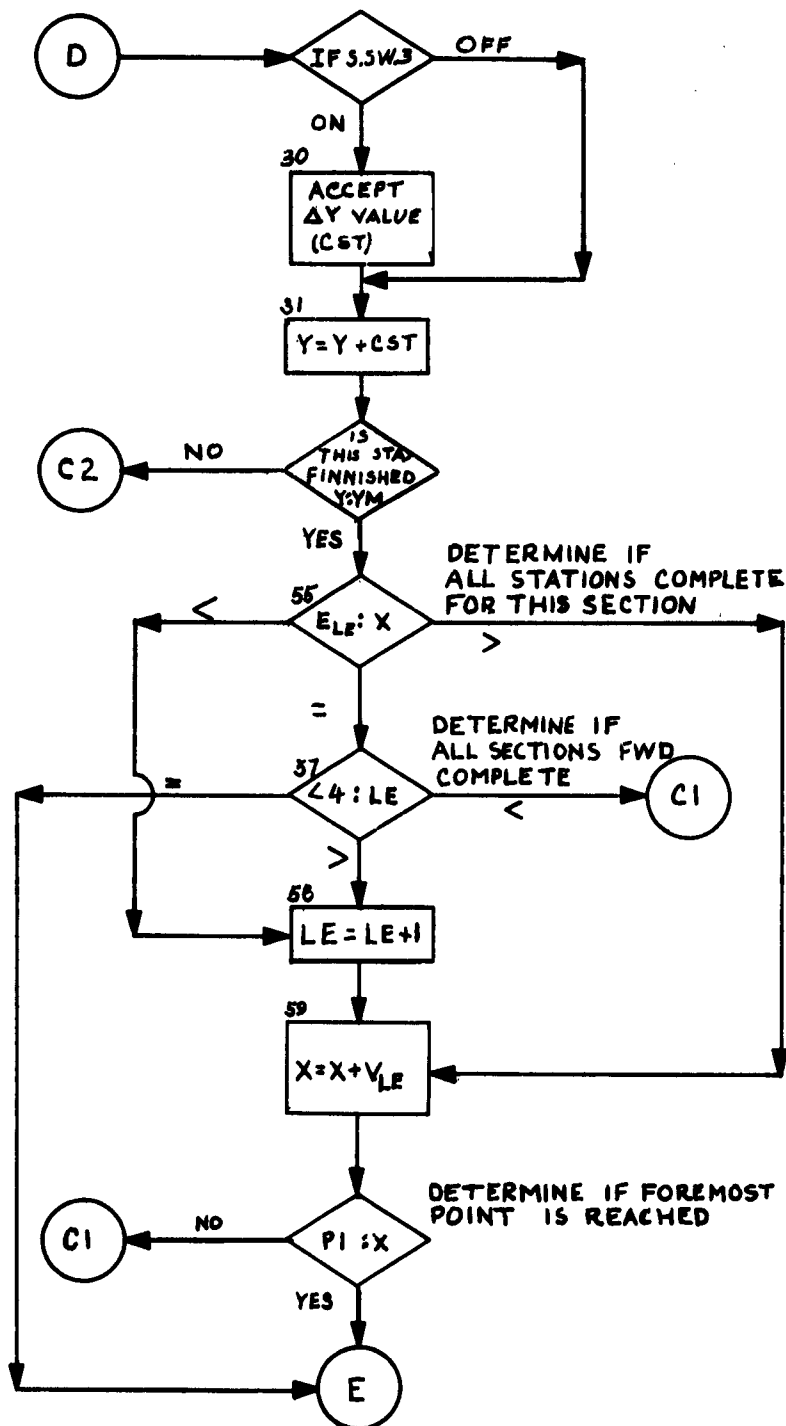 D
IF S.SW.3
OFF
ON
30
ACCEPT
ΔY VALUE
(CST)
31
Y=Y+CST
IS
THIS STA
FINNISHED
Y:YM
NO
C2
YES
DETERMINE IF
ALL STATIONS COMPLETE
FOR THIS SECTION
55
E_LE : X
<
>
=
DETERMINE IF
ALL SECTIONS FWD
COMPLETE
37
<4 : LE
=
<
C1
>
58
LE = LE+1
59
X=X+V_LE
DETERMINE IF FOREMOST
POINT IS REACHED
P1 : X
NO
C1
YES
E